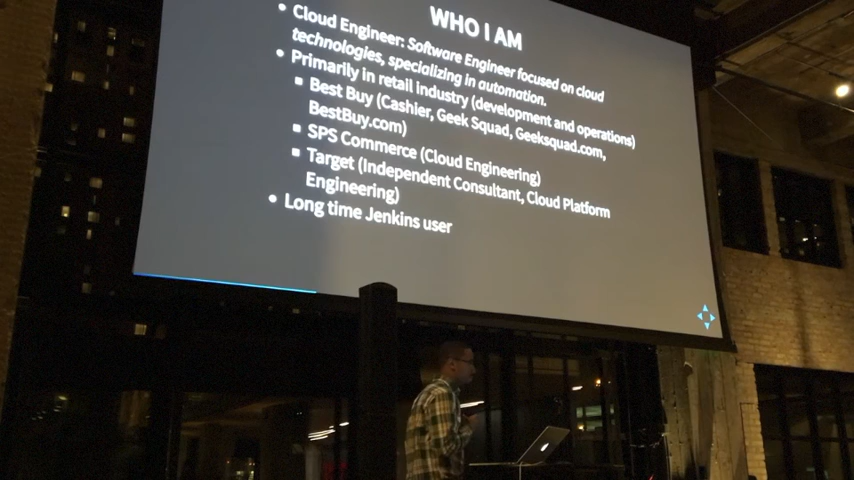 WHO I AM
• Cloud Engineer: Software Engineer focused on cloud
technologies, specializing in automation.
• Primarily in retail industry (development and operations)
▪ Best Buy (Cashier, Geek Squad, Geeksquad.com,
BestBuy.com)
▪ SPS Commerce (Cloud Engineering)
▪ Target (Independent Consultant, Cloud Platform
Engineering)
• Long time Jenkins user